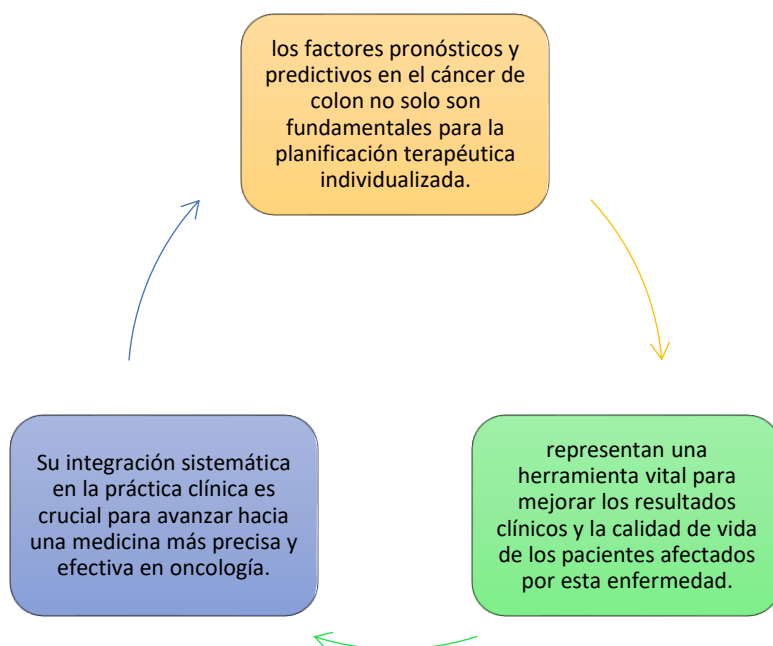 los factores pronósticos y
predictivos en el cáncer de
colon no solo son
fundamentales para la
planificación terapéutica
individualizada.
representan una
herramienta vital para
mejorar los resultados
clínicos y la calidad de vida
de los pacientes afectados
por esta enfermedad.
Su integración sistemática
en la práctica clínica es
crucial para avanzar hacia
una medicina más precisa y
efectiva en oncología.